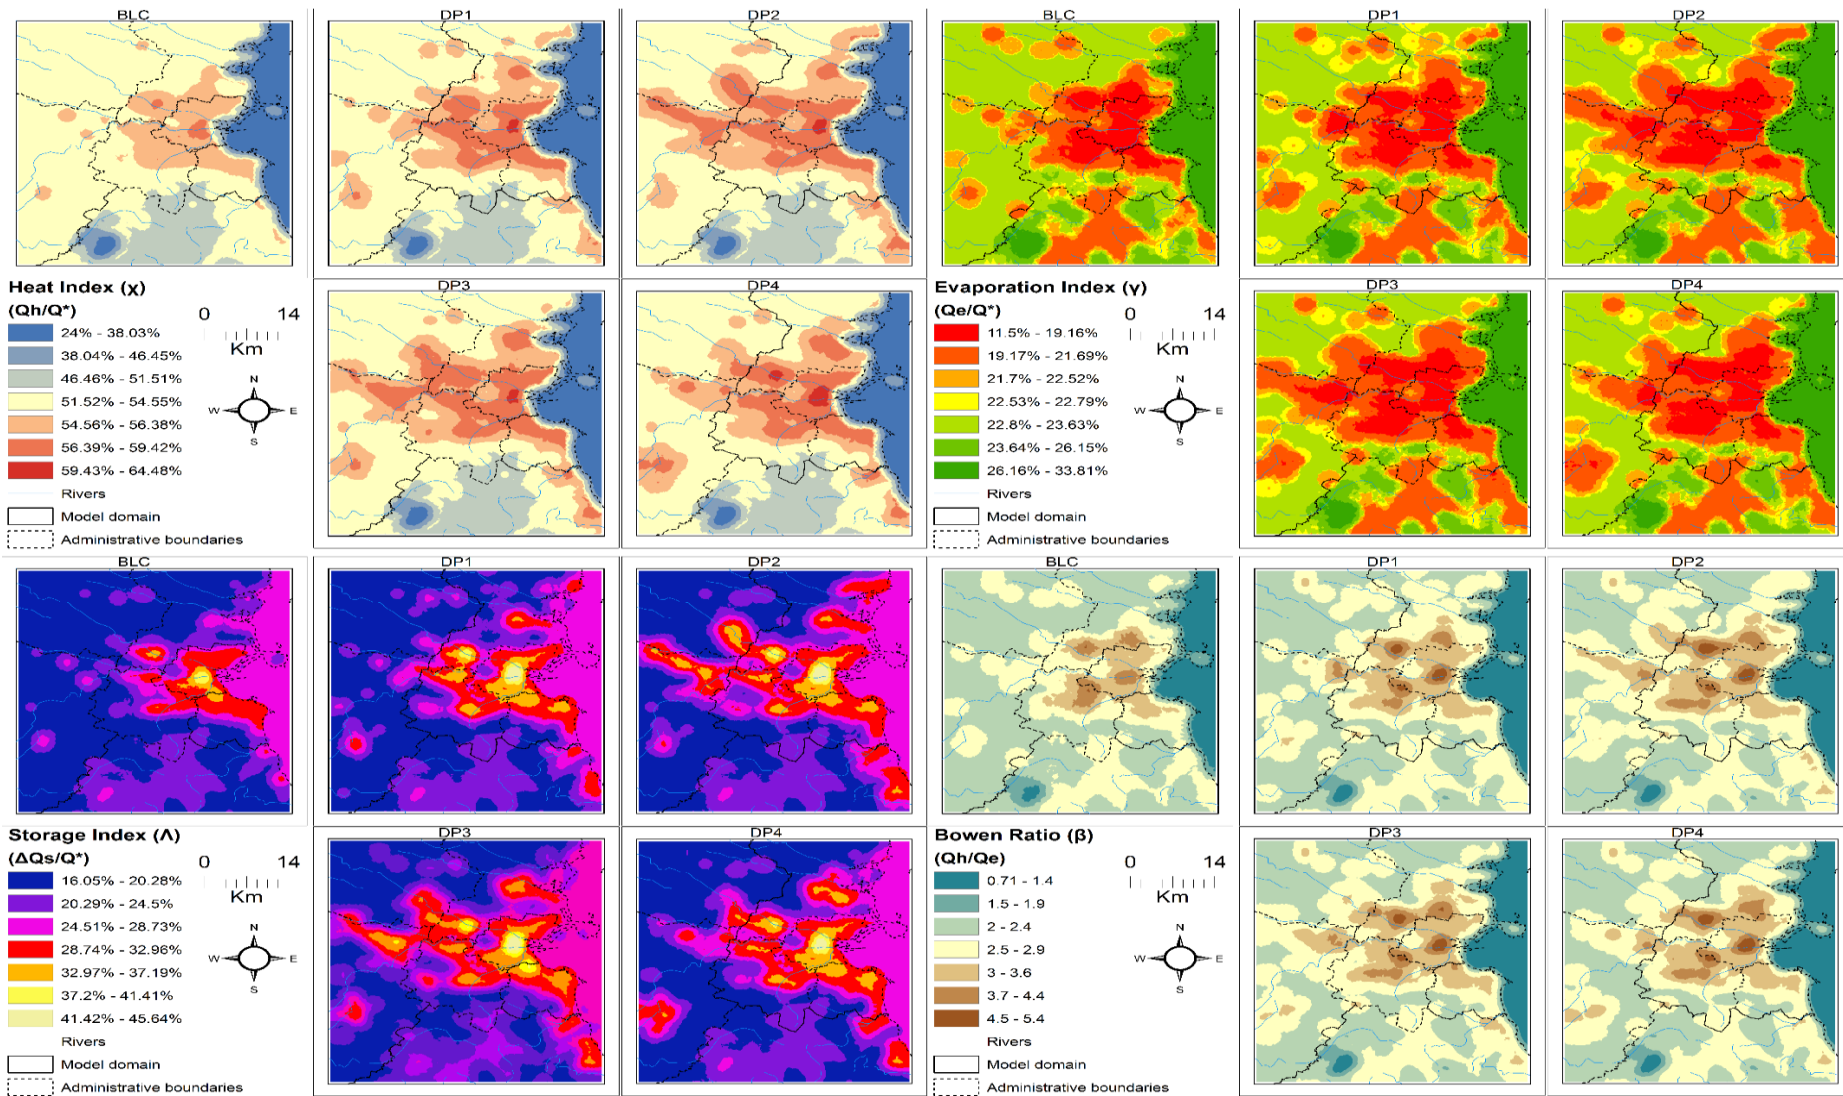 BLC
DP1
DP2
Heat Index (χ)
(Qh/Q*)
24% - 38.03%
38.04% - 46.45%
46.46% - 51.51%
51.52% - 54.55%
54.56% - 56.38%
56.39% - 59.42%
59.43% - 64.48%
Rivers
Model domain
Administrative boundaries
0 14
Km
N
W E
S
DP3
DP4
BLC
DP1
DP2
Evaporation Index (γ)
(Qe/Q*)
11.5% - 19.16%
19.17% - 21.69%
21.7% - 22.52%
22.53% - 22.79%
22.8% - 23.63%
23.64% - 26.15%
26.16% - 33.81%
Rivers
Model domain
Administrative boundaries
0 14
Km
N
W E
S
DP3
DP4
BLC
DP1
DP2
Storage Index (Λ)
(ΔQs/Q*)
16.05% - 20.28%
20.29% - 24.5%
24.51% - 28.73%
28.74% - 32.96%
32.97% - 37.19%
37.2% - 41.41%
41.42% - 45.64%
Rivers
Model domain
Administrative boundaries
0 14
Km
N
W E
S
DP3
DP4
BLC
DP1
DP2
Bowen Ratio (β)
(Qh/Qe)
0.71 - 1.4
1.5 - 1.9
2 - 2.4
2.5 - 2.9
3 - 3.6
3.7 - 4.4
4.5 - 5.4
Rivers
Model domain
Administrative boundaries
0 14
Km
N
W E
S
DP3
DP4